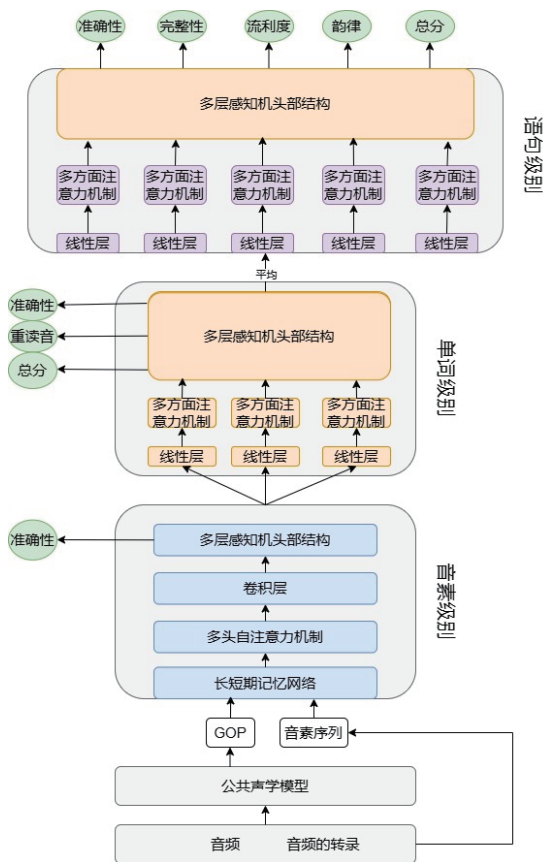 准确性 完整性 流利度 韵律 总分
多层感知机头部结构
多方面注意力机制 多方面注意力机制 多方面注意力机制 多方面注意力机制 多方面注意力机制
线性层 线性层 线性层 线性层 线性层
语句级别
平均
准确性
重读音
总分
多层感知机头部结构
多方面注意力机制 多方面注意力机制 多方面注意力机制
线性层 线性层 线性层
单词级别
准确性
多层感知机头部结构
卷积层
多头自注意力机制
长短期记忆网络
音素级别
GOP 音素序列
公共声学模型
音频 音频的转录